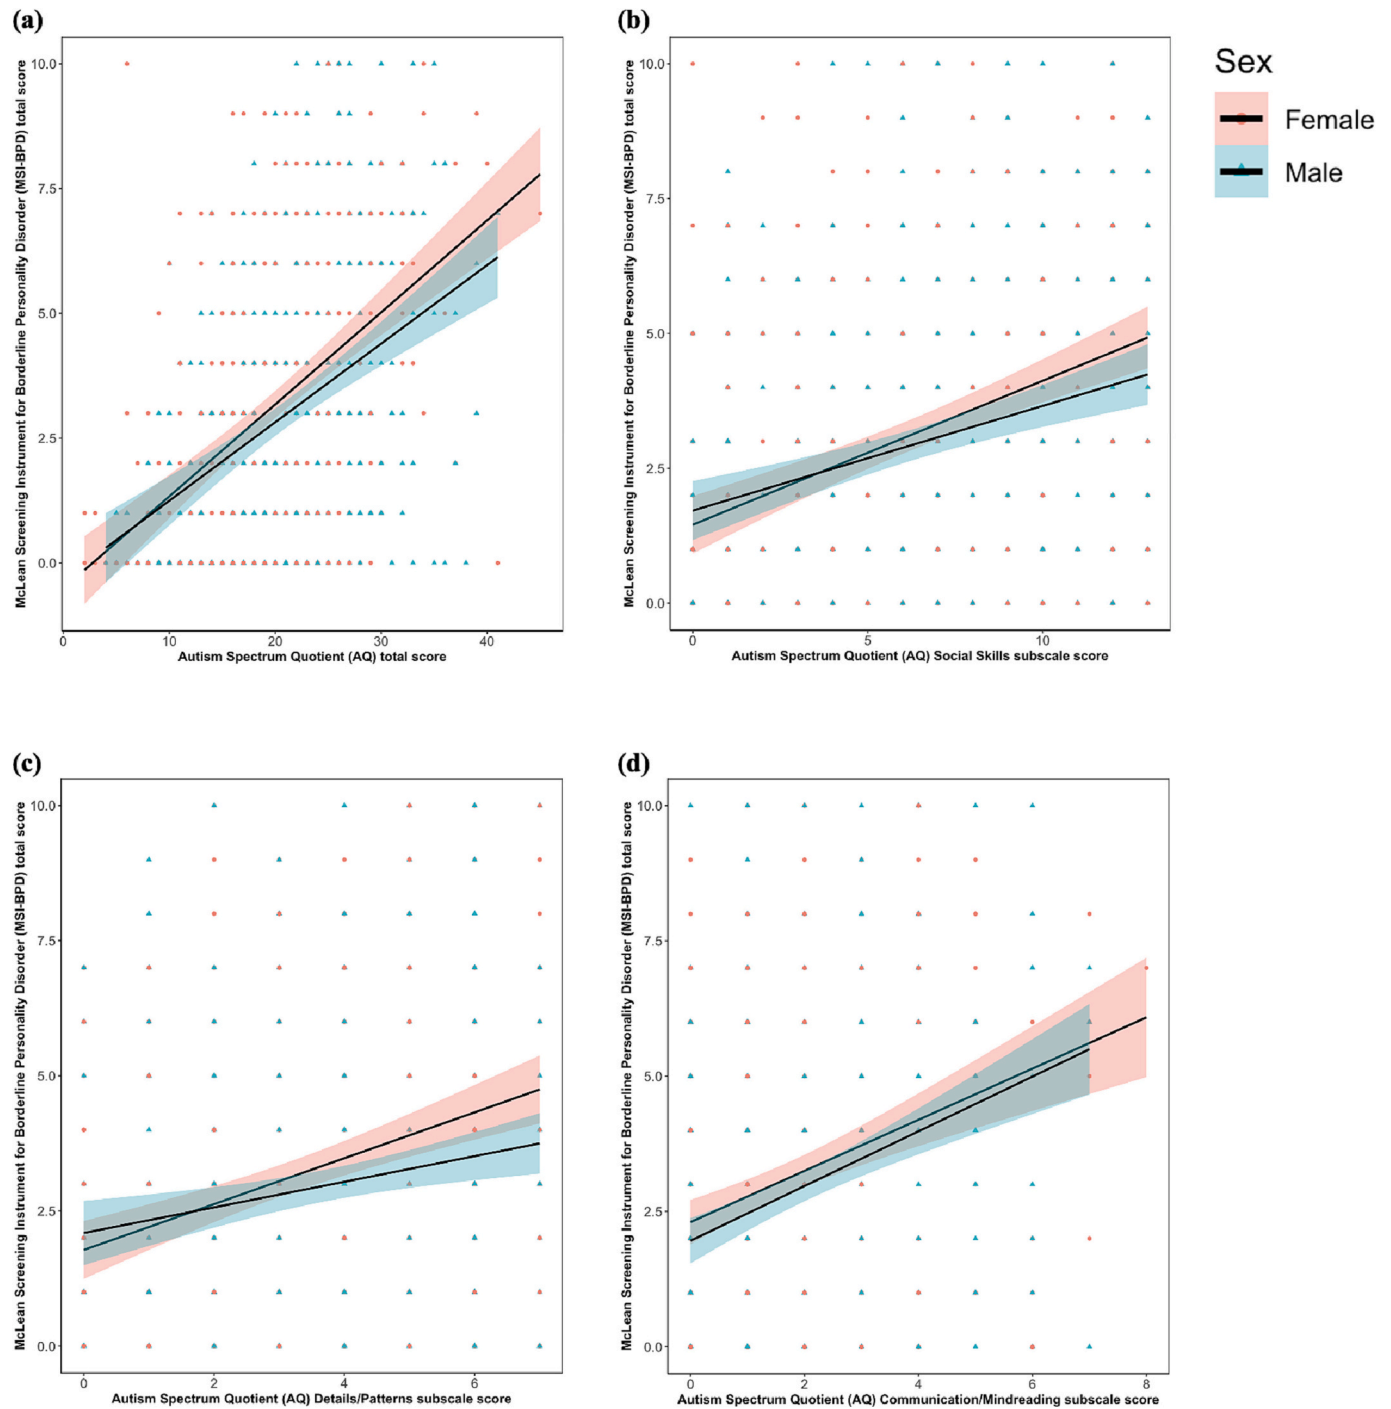 (a)
McLean Screening Instrument for Borderline Personality Disorder (MSI-BPD) total score
10.0
7.5
5.0
2.5
0.0
0 10 20 30 40
Autism Spectrum Quotient (AQ) total score
(b)
McLean Screening Instrument for Borderline Personality Disorder (MSI-BPD) total score
10.0
7.5
5.0
2.5
0.0
0 5 10
Autism Spectrum Quotient (AQ) Social Skills subscale score
Sex
Female
Male
(c)
McLean Screening Instrument for Borderline Personality Disorder (MSI-BPD) total score
10.0
7.5
5.0
2.5
0.0
0 2 4 6
Autism Spectrum Quotient (AQ) Details/Patterns subscale score
(d)
McLean Screening Instrument for Borderline Personality Disorder (MSI-BPD) total score
10.0
7.5
5.0
2.5
0.0
0 2 4 6 8
Autism Spectrum Quotient (AQ) Communication/Mindreading subscale score